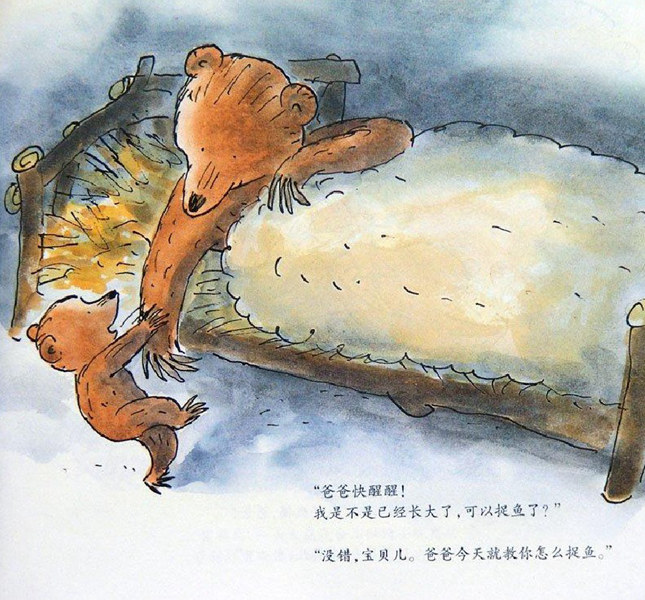 “爸爸快醒醒！
我是不是已经长大了，可以捉鱼了？”
“没错，宝贝儿。爸爸今天就教你怎么捉鱼。”